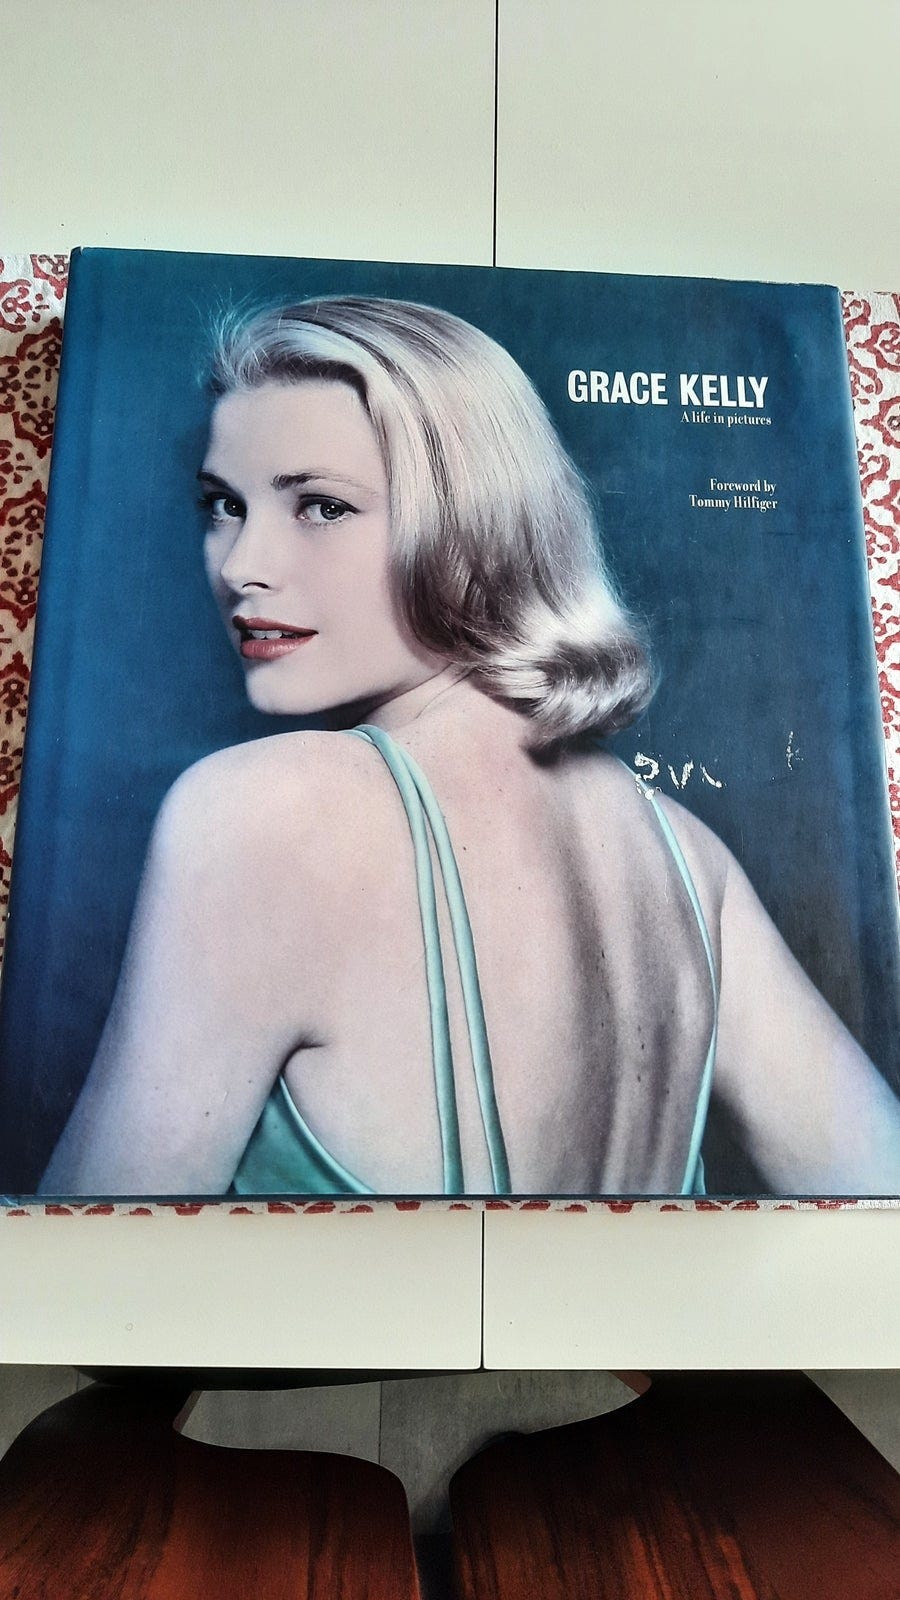 GRACE KELLY
A life in pictures
Foreword by
Tommy Hilfiger